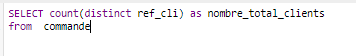 SELECT count(distinct ref_cli) as nombre_total_clients
from  commande